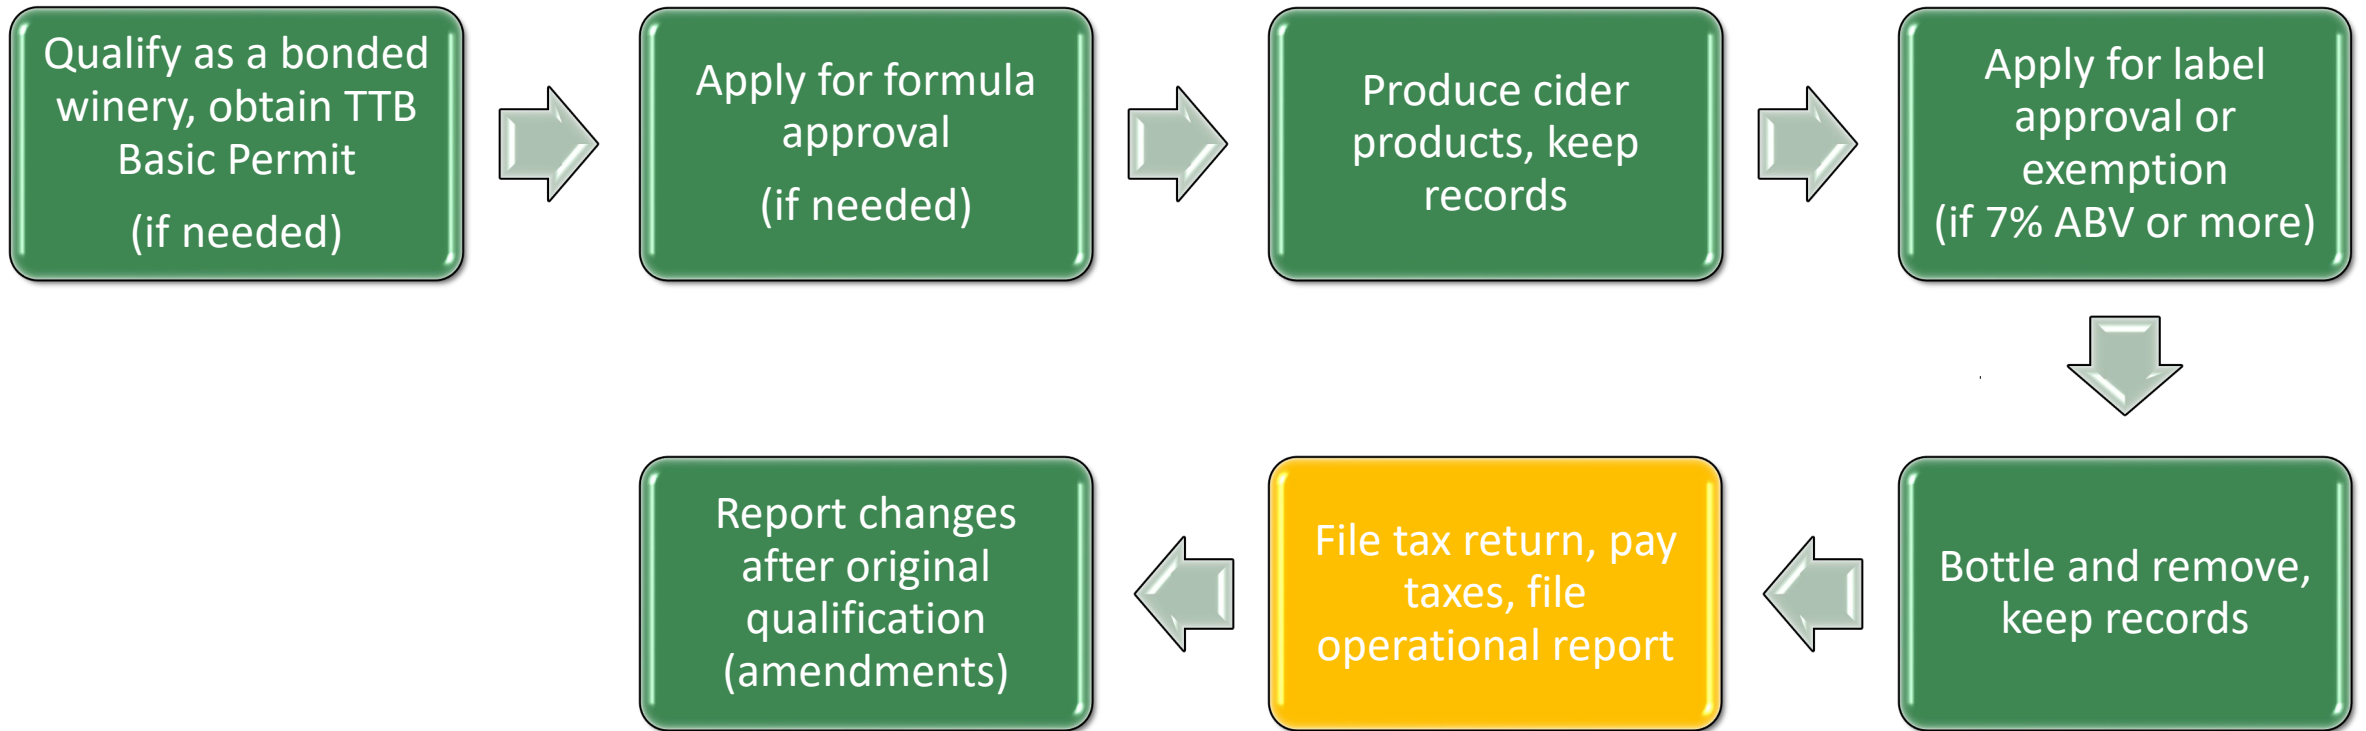 Qualify as a bonded
winery, obtain TTB
Basic Permit
(if needed)
Apply for formula
approval
(if needed)
Produce cider
products, keep
records
Apply for label
approval or
exemption
(if 7% ABV or more)
Bottle and remove,
keep records
File tax return, pay
taxes, file
operational report
Report changes
after original
qualification
(amendments)